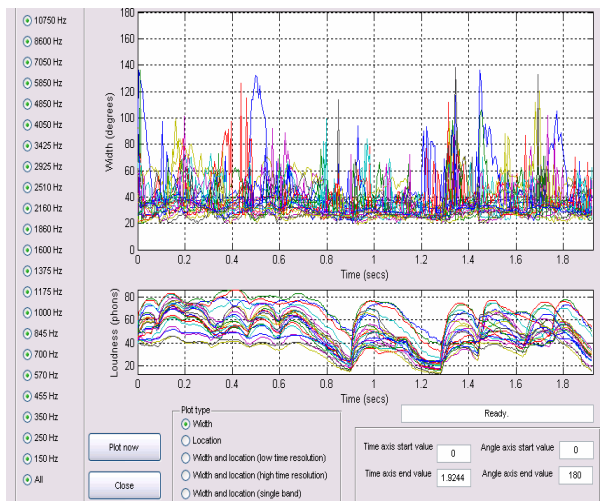 10750 Hz
8600 Hz
7050 Hz
5850 Hz
4850 Hz
4050 Hz
3425 Hz
2925 Hz
2510 Hz
2160 Hz
1860 Hz
1600 Hz
1375 Hz
1175 Hz
1000 Hz
845 Hz
700 Hz
570 Hz
455 Hz
350 Hz
250 Hz
150 Hz
All
Width (degrees)
180
160
140
120
100
80
60
40
20
0
0 0.2 0.4 0.6 0.8 1 1.2 1.4 1.6 1.8
Time (secs)
Loudness (phons)
80
60
40
20
0 0.2 0.4 0.6 0.8 1 1.2 1.4 1.6 1.8
Time (secs)
Ready.
Plot now
Close
Plot type
Width
Location
Width and location (low time resolution)
Width and location (high time resolution)
Width and location (single band)
Time axis start value 0 Angle axis start value 0
Time axis end value 1.9244 Angle axis end value 180